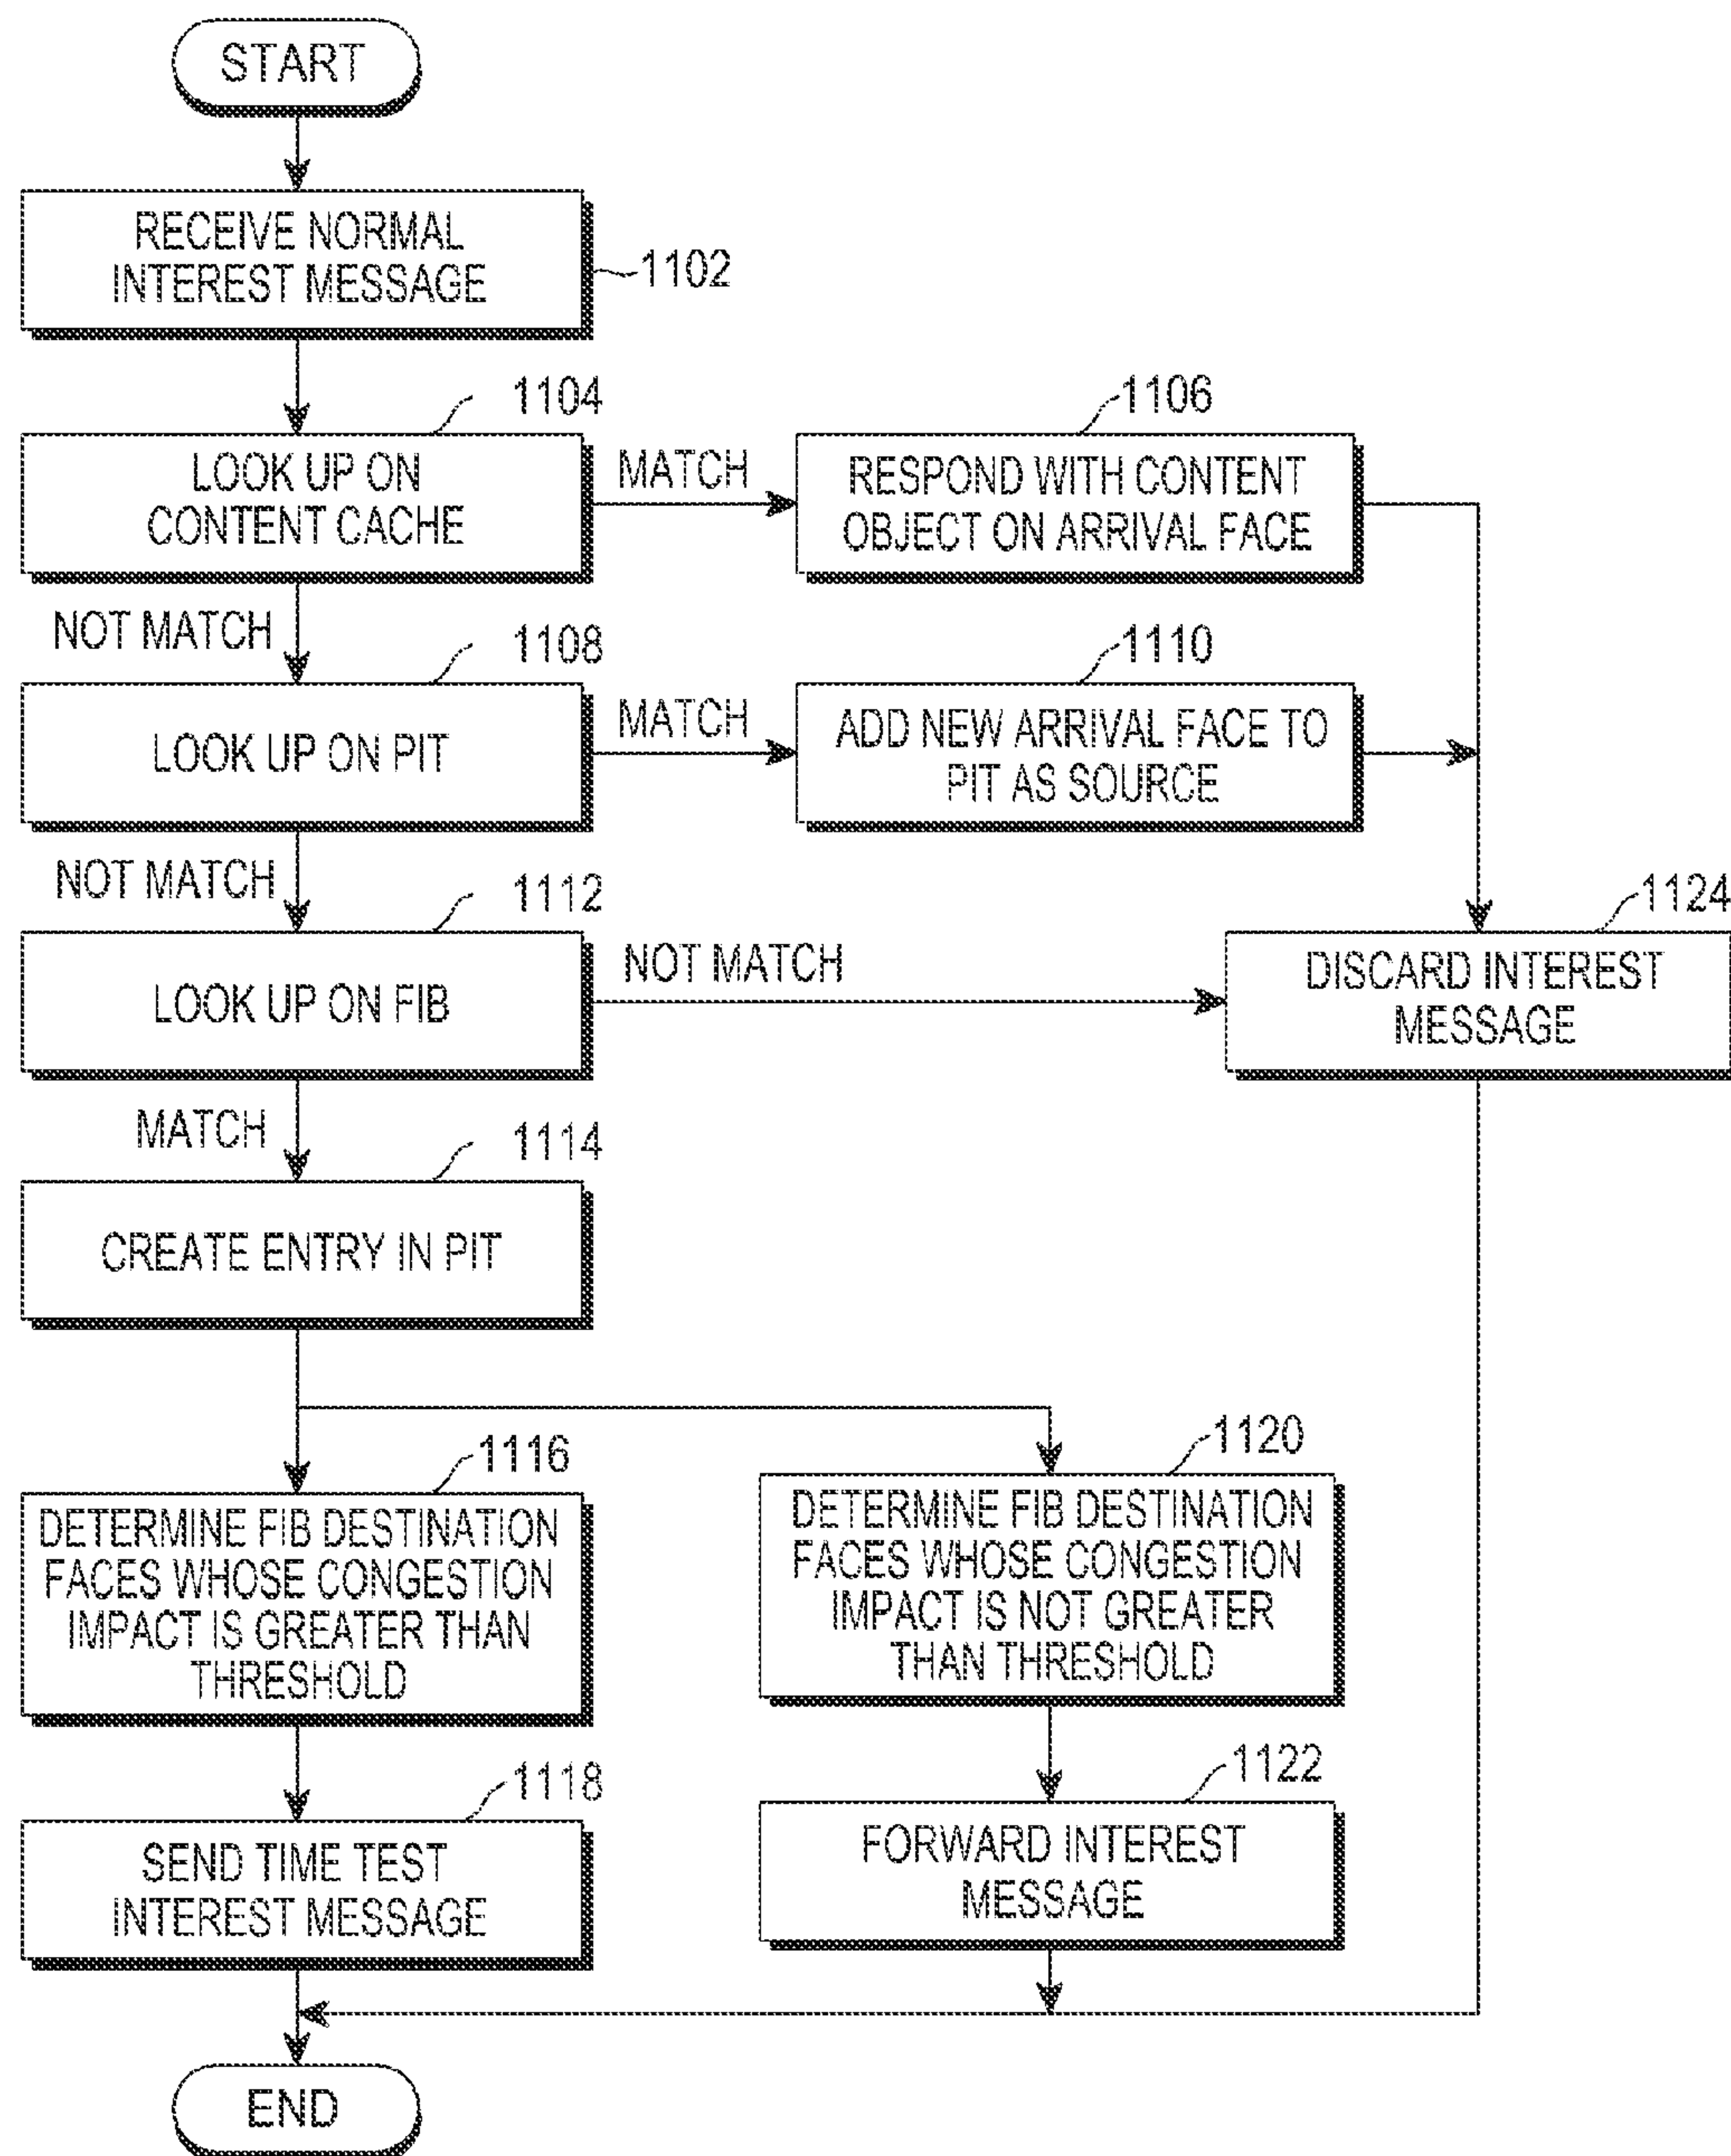 START
RECEIVE NORMAL
INTEREST MESSAGE
1102
1104
LOOK UP ON
CONTENT CACHE
MATCH
1106
RESPOND WITH CONTENT
OBJECT ON ARRIVAL FACE
NOT MATCH
1108
LOOK UP ON PIT
MATCH
1110
ADD NEW ARRIVAL FACE TO
PIT AS SOURCE
NOT MATCH
1112
LOOK UP ON FIB
NOT MATCH
1124
DISCARD INTEREST
MESSAGE
MATCH
1114
CREATE ENTRY IN PIT
1116
DETERMINE FIB DESTINATION
FACES WHOSE CONGESTION
IMPACT IS GREATER THAN
THRESHOLD
1120
DETERMINE FIB DESTINATION
FACES WHOSE CONGESTION
IMPACT IS NOT GREATER
THAN THRESHOLD
1118
SEND TIME TEST
INTEREST MESSAGE
1122
FORWARD INTEREST
MESSAGE
END